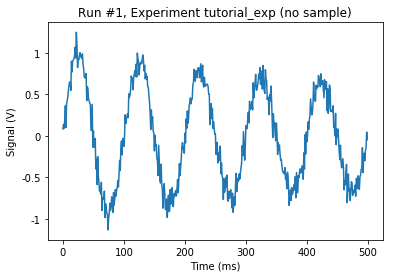 Run #1, Experiment tutorial_exp (no sample)
1
0.5
0
-0.5
-1
Signal (V)
0 100 200 300 400 500
Time (ms)